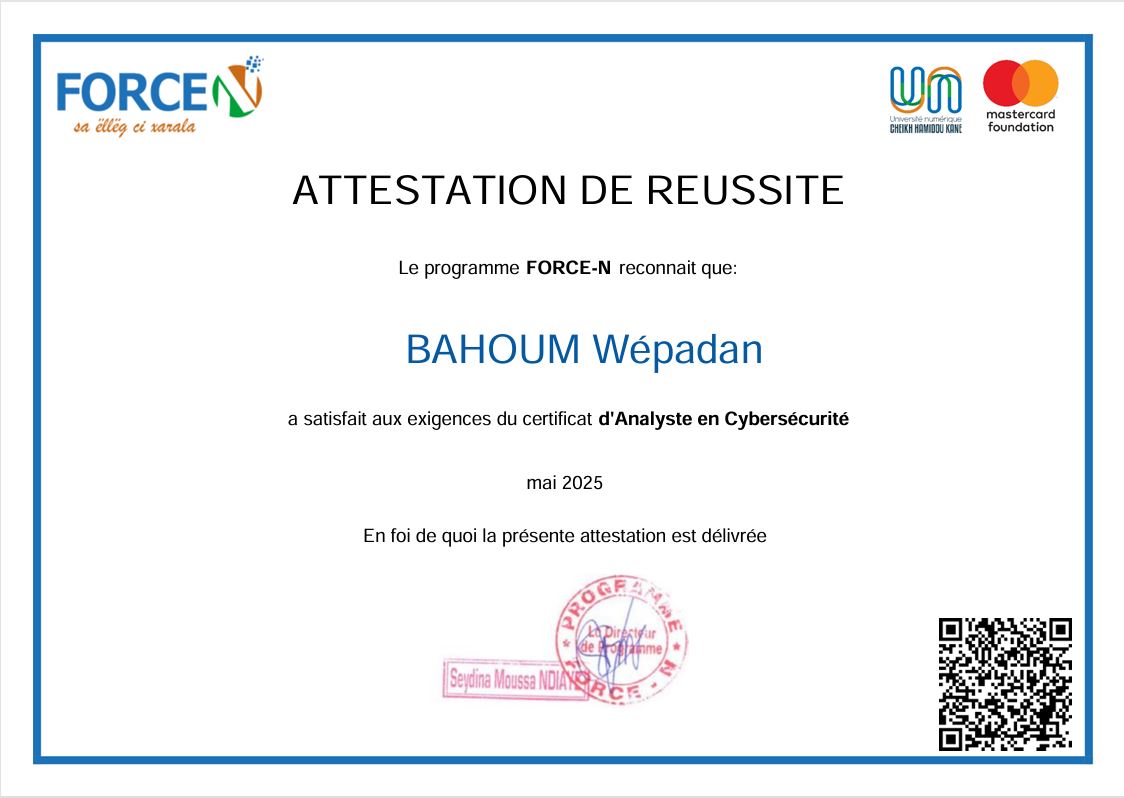 FORCEN
sa ëllëg ci xarala
Université numérique
CHEIKH HAMIDOU KANE
mastercard
foundation
ATTESTATION DE REUSSITE
Le programme FORCE-N reconnait que:
BAHOUM Wépadan
a satisfait aux exigences du certificat d'Analyste en Cybersécurité
mai 2025
En foi de quoi la présente attestation est délivrée
PROGRAMME
Le Directeur
de Programme
FORCE - N
Seydina Moussa NDIAYE